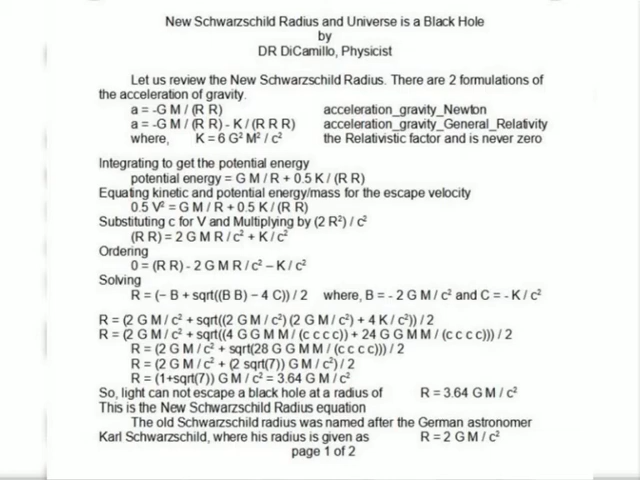 New Schwarzschild Radius and Universe is a Black Hole
by
DR DiCamillo, Physicist
Let us review the New Schwarzschild Radius. There are 2 formulations of
the acceleration of gravity.
a = -G M / (R R) acceleration_gravity_Newton
a = -G M / (R R) - K / (R R R) acceleration_gravity_General_Relativity
where, K = 6 G² M² / c² the Relativistic factor and is never zero
Integrating to get the potential energy
potential energy = G M / R + 0.5 K / (R R)
Equating kinetic and potential energy/mass for the escape velocity
0.5 V² = G M / R + 0.5 K / (R R)
Substituting c for V and Multiplying by (2 R²) / c²
(R R) = 2 G M R / c² + K / c²
Ordering
0 = (R R) - 2 G M R / c² – K / c²
Solving
R = (– B + sqrt((B B) – 4 C)) / 2 where, B = - 2 G M / c² and C = - K / c²
R = (2 G M / c² + sqrt((2 G M / c²) (2 G M / c²) + 4 K / c²)) / 2
R = (2 G M / c² + sqrt((4 G G M M / (c c c c)) + 24 G G M M / (c c c c))) / 2
R = (2 G M / c² + sqrt(28 G G M M / (c c c c))) / 2
R = (2 G M / c² + (2 sqrt(7)) G M / c²) / 2
R = (1+sqrt(7)) G M / c² = 3.64 G M / c²
So, light can not escape a black hole at a radius of R = 3.64 G M / c²
This is the New Schwarzschild Radius equation
The old Schwarzschild radius was named after the German astronomer
Karl Schwarzschild, where his radius is given as R = 2 G M / c²
page 1 of 2